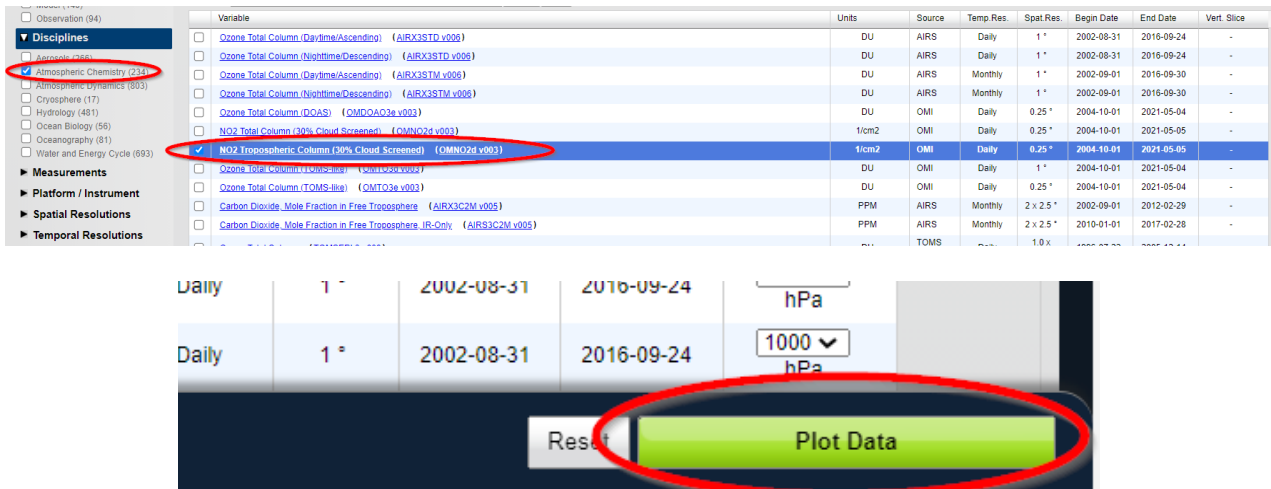 Observation (94)
Disciplines
Aerosols (266)
Atmospheric Chemistry (234)
Atmospheric Dynamics (803)
Cryosphere (17)
Hydrology (481)
Ocean Biology (56)
Oceanography (81)
Water and Energy Cycle (693)
Measurements
Platform / Instrument
Spatial Resolutions
Temporal Resolutions
Variable Units Source Temp.Res. Spat.Res. Begin Date End Date Vert. Slice
Ozone Total Column (Daytime/Ascending) (AIRX3STD v006) DU AIRS Daily 1 ° 2002-08-31 2016-09-24 -
Ozone Total Column (Nighttime/Descending) (AIRX3STD v006) DU AIRS Daily 1 ° 2002-08-31 2016-09-24 -
Ozone Total Column (Daytime/Ascending) (AIRX3STM v006) DU AIRS Monthly 1 ° 2002-09-01 2016-09-30 -
Ozone Total Column (Nighttime/Descending) (AIRX3STM v006) DU AIRS Monthly 1 ° 2002-09-01 2016-09-30 -
Ozone Total Column (DOAS) (OMDOAO3e v003) DU OMI Daily 0.25 ° 2004-10-01 2021-05-04 -
NO2 Total Column (30% Cloud Screened) (OMNO2d v003) 1/cm2 OMI Daily 0.25 ° 2004-10-01 2021-05-05 -
NO2 Tropospheric Column (30% Cloud Screened) (OMNO2d v003) 1/cm2 OMI Daily 0.25 ° 2004-10-01 2021-05-05 -
Ozone Total Column (TOMS-like) (OMTO3d v003) DU OMI Daily 1 ° 2004-10-01 2021-05-04 -
Ozone Total Column (TOMS-like) (OMTO3e v003) DU OMI Daily 0.25 ° 2004-10-01 2021-05-04 -
Carbon Dioxide, Mole Fraction in Free Troposphere (AIRX3C2M v005) PPM AIRS Monthly 2 x 2.5 ° 2002-09-01 2012-02-29 -
Carbon Dioxide, Mole Fraction in Free Troposphere, IR-Only (AIRS3C2M v005) PPM AIRS Monthly 2 x 2.5 ° 2010-01-01 2017-02-28 -
TOMS 1.0 x
Daily 1 ° 2002-08-31 2016-09-24 hPa
Daily 1 ° 2002-08-31 2016-09-24 1000
hPa
Reset Plot Data